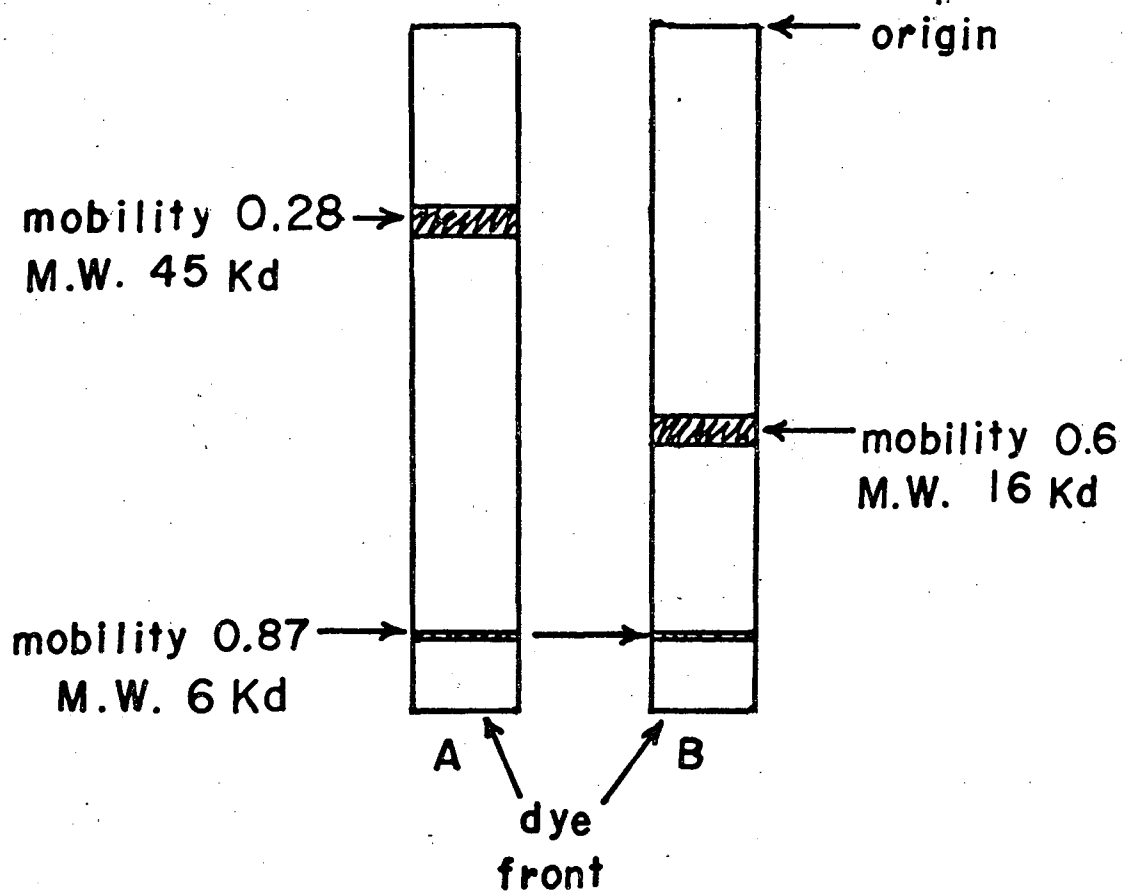 origin
mobility 0.28
M.W. 45 Kd
mobility 0.6
M.W. 16 Kd
mobility 0.87
M.W. 6 Kd
A
B
dye
front